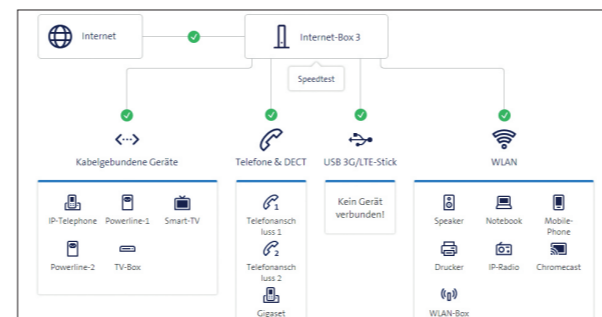 Internet
Internet-Box 3
Speedtest
Kabelgebundene Geräte
Telefone & DECT
USB 3G/LTE-Stick
WLAN
IP-Telephone
Powerline-1
Smart-TV
Powerline-2
TV-Box
1
Telefonansch
luss 1
2
Telefonansch
luss 2
Gigaset
Kein Gerät
verbunden!
Speaker
Notebook
Mobile-
Phone
Drucker
IP-Radio
Chromecast
WLAN-Box